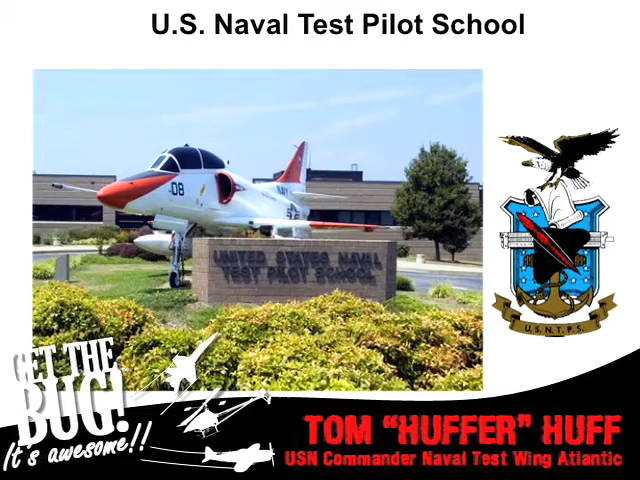 U.S. Naval Test Pilot School
08
NAVY
UNITED STATES NAVAL
TEST PILOT SCHOOL
U.S.N.T.P.S.
GET THE
BUG!
It's awesome!!
TOM "HUFFER" HUFF
USN Commander Naval Test Wing Atlantic